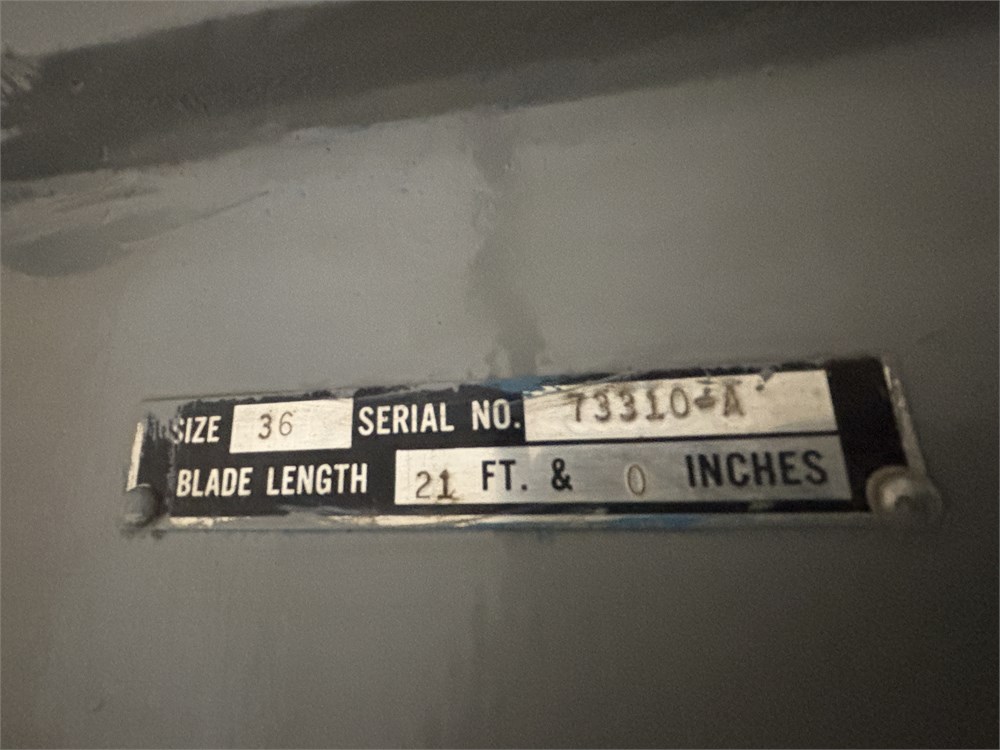 SIZE 36 SERIAL NO. 73310-A
BLADE LENGTH 21 FT. & 0 INCHES